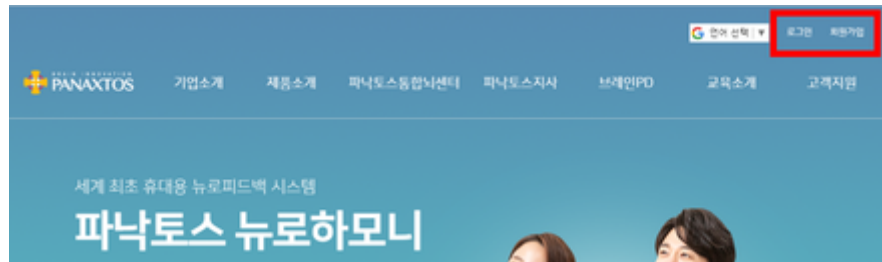 언어 선택 ▼ 로그인 회원가입
BRAIN INNOVATION
PANAXTOS 기업소개 제품소개 파낙토스통합뇌센터 파낙토스지사 브레인PD 교육소개 고객지원
세계 최초 휴대용 뉴로피드백 시스템
파낙토스 뉴로하모니